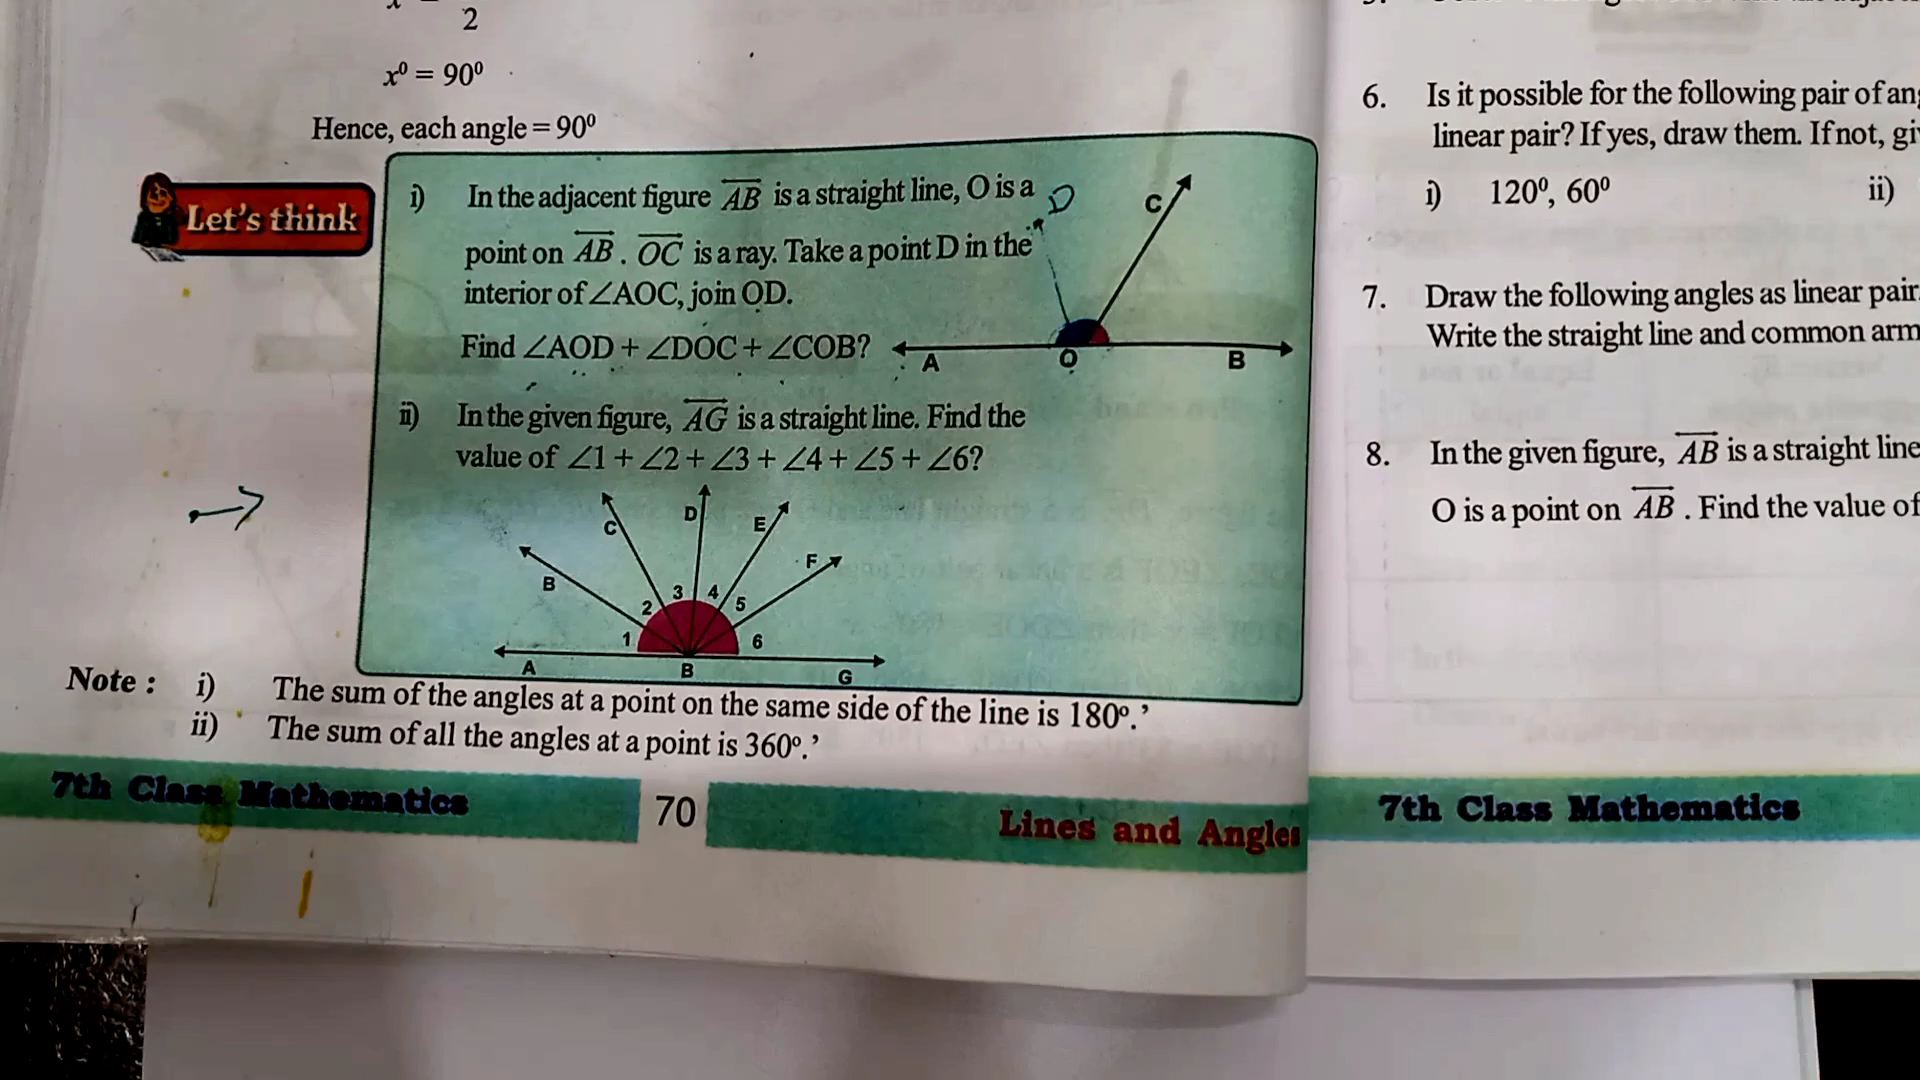 2
x⁰ = 90⁰
Hence, each angle = 90⁰
Let's think
i) In the adjacent figure AB is a straight line, O is a
point on AB . OC is a ray. Take a point D in the
interior of ∠AOC, join OD.
Find ∠AOD + ∠DOC + ∠COB?
D
C
A
O
B
ii) In the given figure, AG is a straight line. Find the
value of ∠1 + ∠2 + ∠3 + ∠4 + ∠5 + ∠6?
B
C
D
E
F
1
2
3
4
5
6
A
B
G
Note : i) The sum of the angles at a point on the same side of the line is 180⁰.’
ii) The sum of all the angles at a point is 360⁰.’
7th Class Mathematics
70
Lines and Angles
6. Is it possible for the following pair of
linear pair? If yes, draw them. If not,
i) 120⁰, 60⁰ ii)
7. Draw the following angles as linear pair
Write the straight line and common arm
8. In the given figure, AB is a straight line
O is a point on AB . Find the value of
7th Class Mathematics